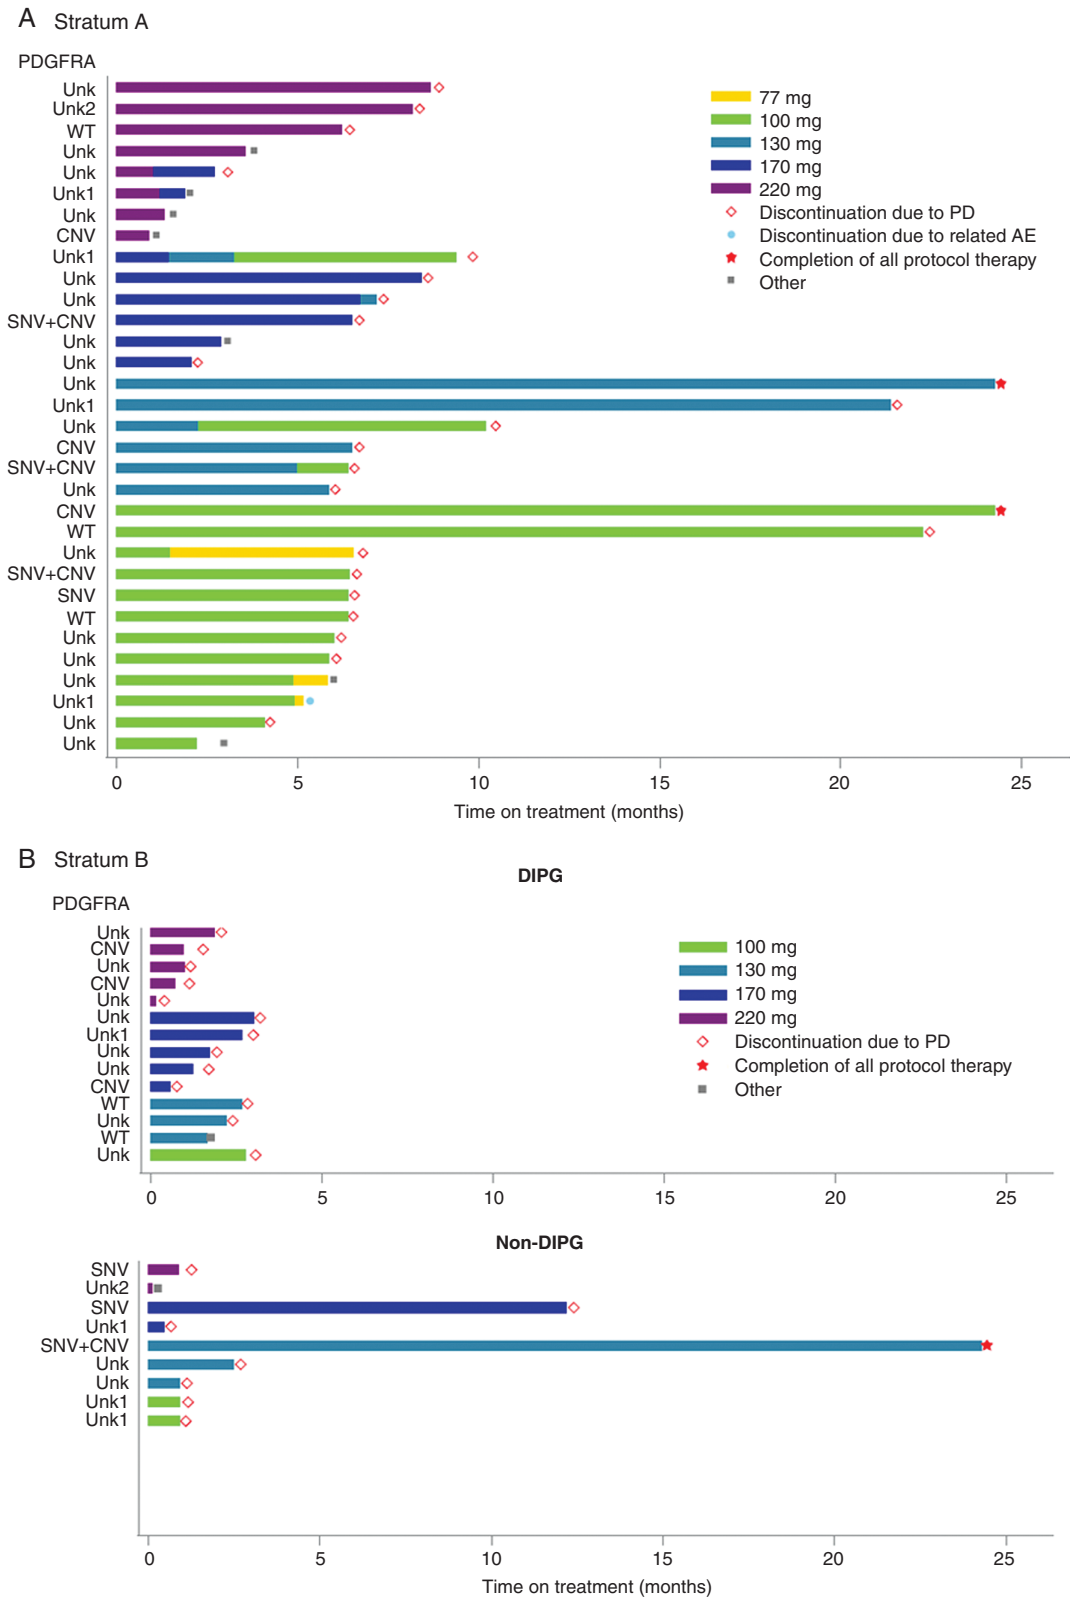 A Stratum A
PDGFRA
Unk
Unk2
WT
Unk
Unk
Unk1
Unk
CNV
Unk1
Unk
Unk
SNV+CNV
Unk
Unk
Unk
Unk1
Unk
CNV
SNV+CNV
Unk
CNV
WT
Unk
SNV+CNV
SNV
WT
Unk
Unk
Unk
Unk1
Unk
Unk
77 mg
100 mg
130 mg
170 mg
220 mg
Discontinuation due to PD
Discontinuation due to related AE
Completion of all protocol therapy
Other
0 5 10 15 20 25
Time on treatment (months)
B Stratum B
DIPG
PDGFRA
Unk
CNV
Unk
CNV
Unk
Unk
Unk1
Unk
Unk
CNV
WT
Unk
WT
Unk
100 mg
130 mg
170 mg
220 mg
Discontinuation due to PD
Completion of all protocol therapy
Other
0 5 10 15 20 25
Non-DIPG
SNV
Unk2
SNV
Unk1
SNV+CNV
Unk
Unk
Unk1
Unk1
0 5 10 15 20 25
Time on treatment (months)